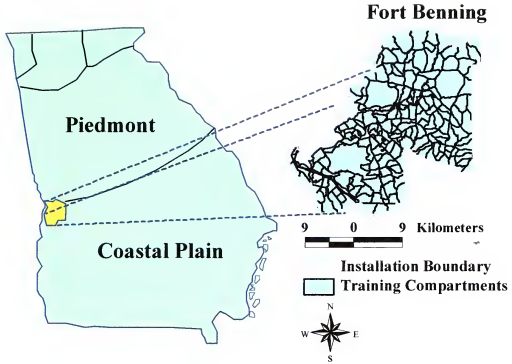 Fort Benning
Piedmont
Coastal Plain
9 0 9 Kilometers
Installation Boundary
Training Compartments
N
W E
S